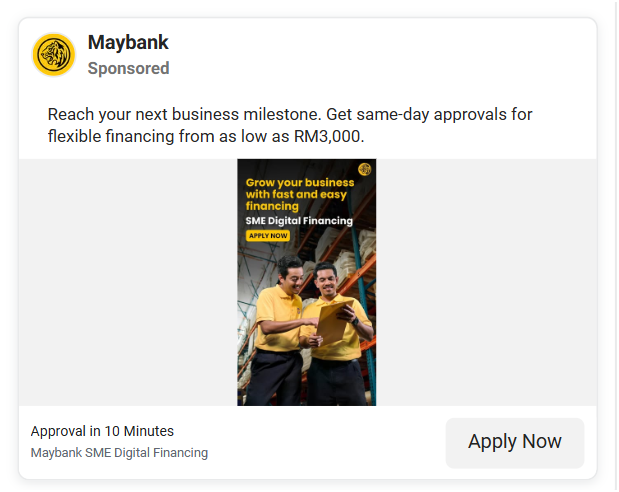 Maybank
Sponsored
Reach your next business milestone. Get same-day approvals for
flexible financing from as low as RM3,000.
Grow your business
with fast and easy
financing
SME Digital Financing
APPLY NOW
Approval in 10 Minutes
Maybank SME Digital Financing
Apply Now